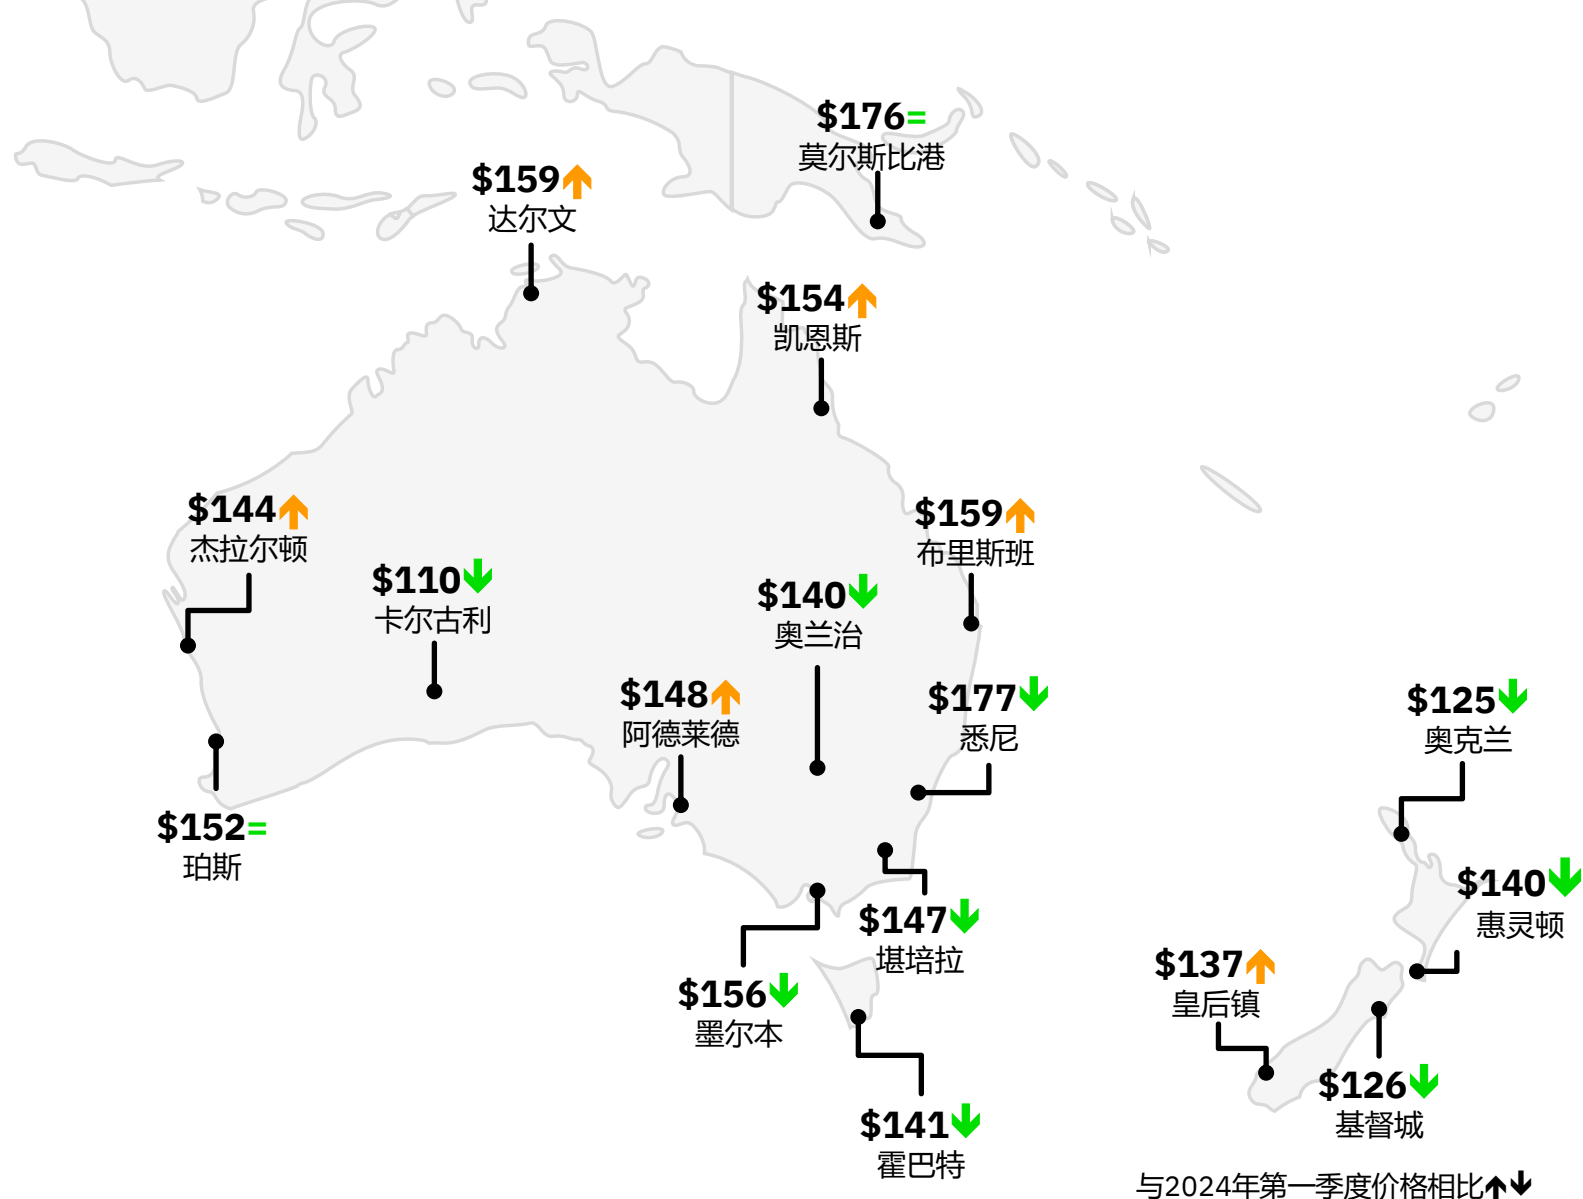 $176=
莫尔斯比港
$159↑
达尔文
$154↑
凯恩斯
$144↑
杰拉尔顿
$159↑
布里斯班
$110↓
卡尔古利
$140↓
奥兰治
$148↑
阿德莱德
$177↓
悉尼
$125↓
奥克兰
$152=
珀斯
$140↓
惠灵顿
$147↓
堪培拉
$137↑
皇后镇
$156↓
墨尔本
$126↓
基督城
$141↓
霍巴特
与2024年第一季度价格相比↑↓